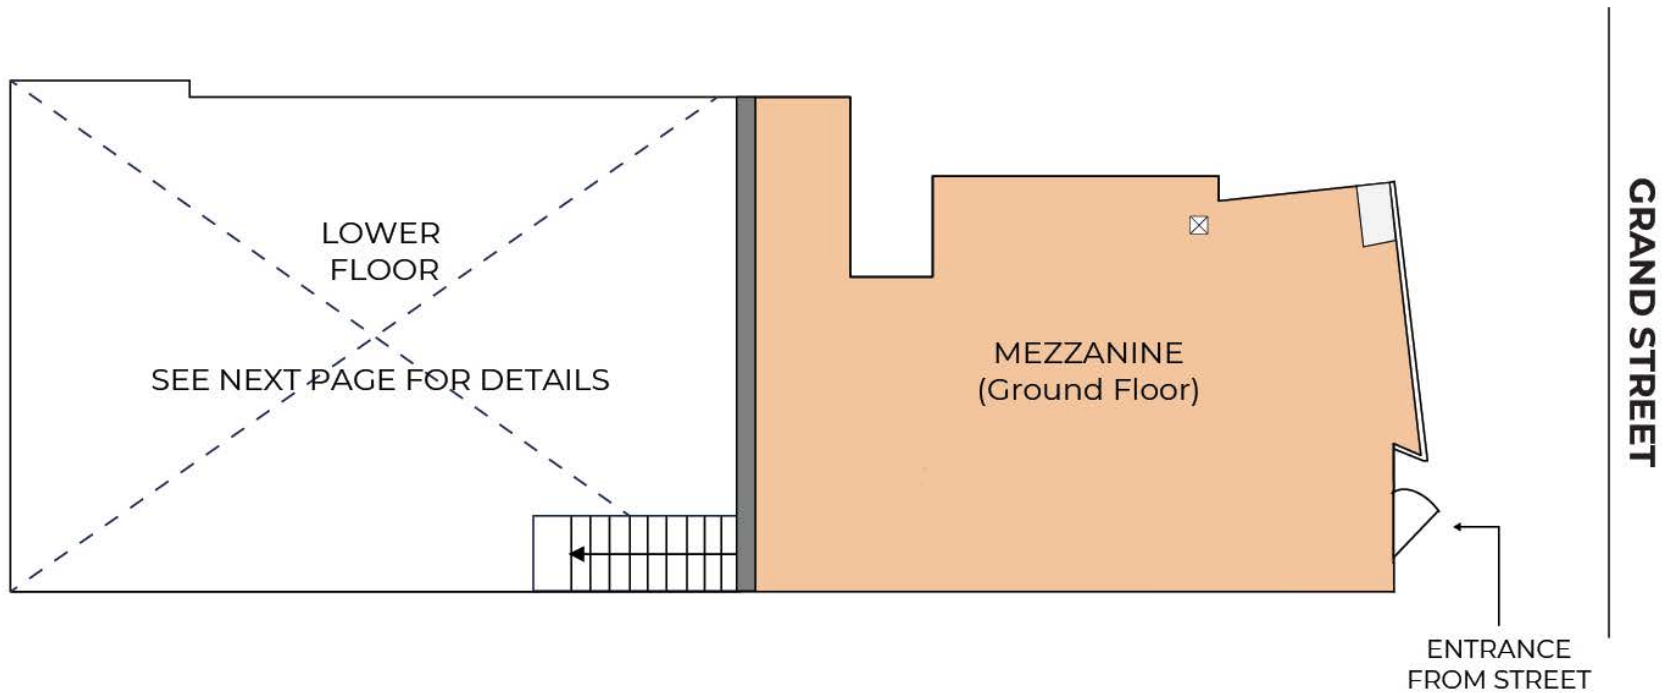 LOWER
FLOOR
SEE NEXT PAGE FOR DETAILS
MEZZANINE
(Ground Floor)
GRAND STREET
ENTRANCE
FROM STREET